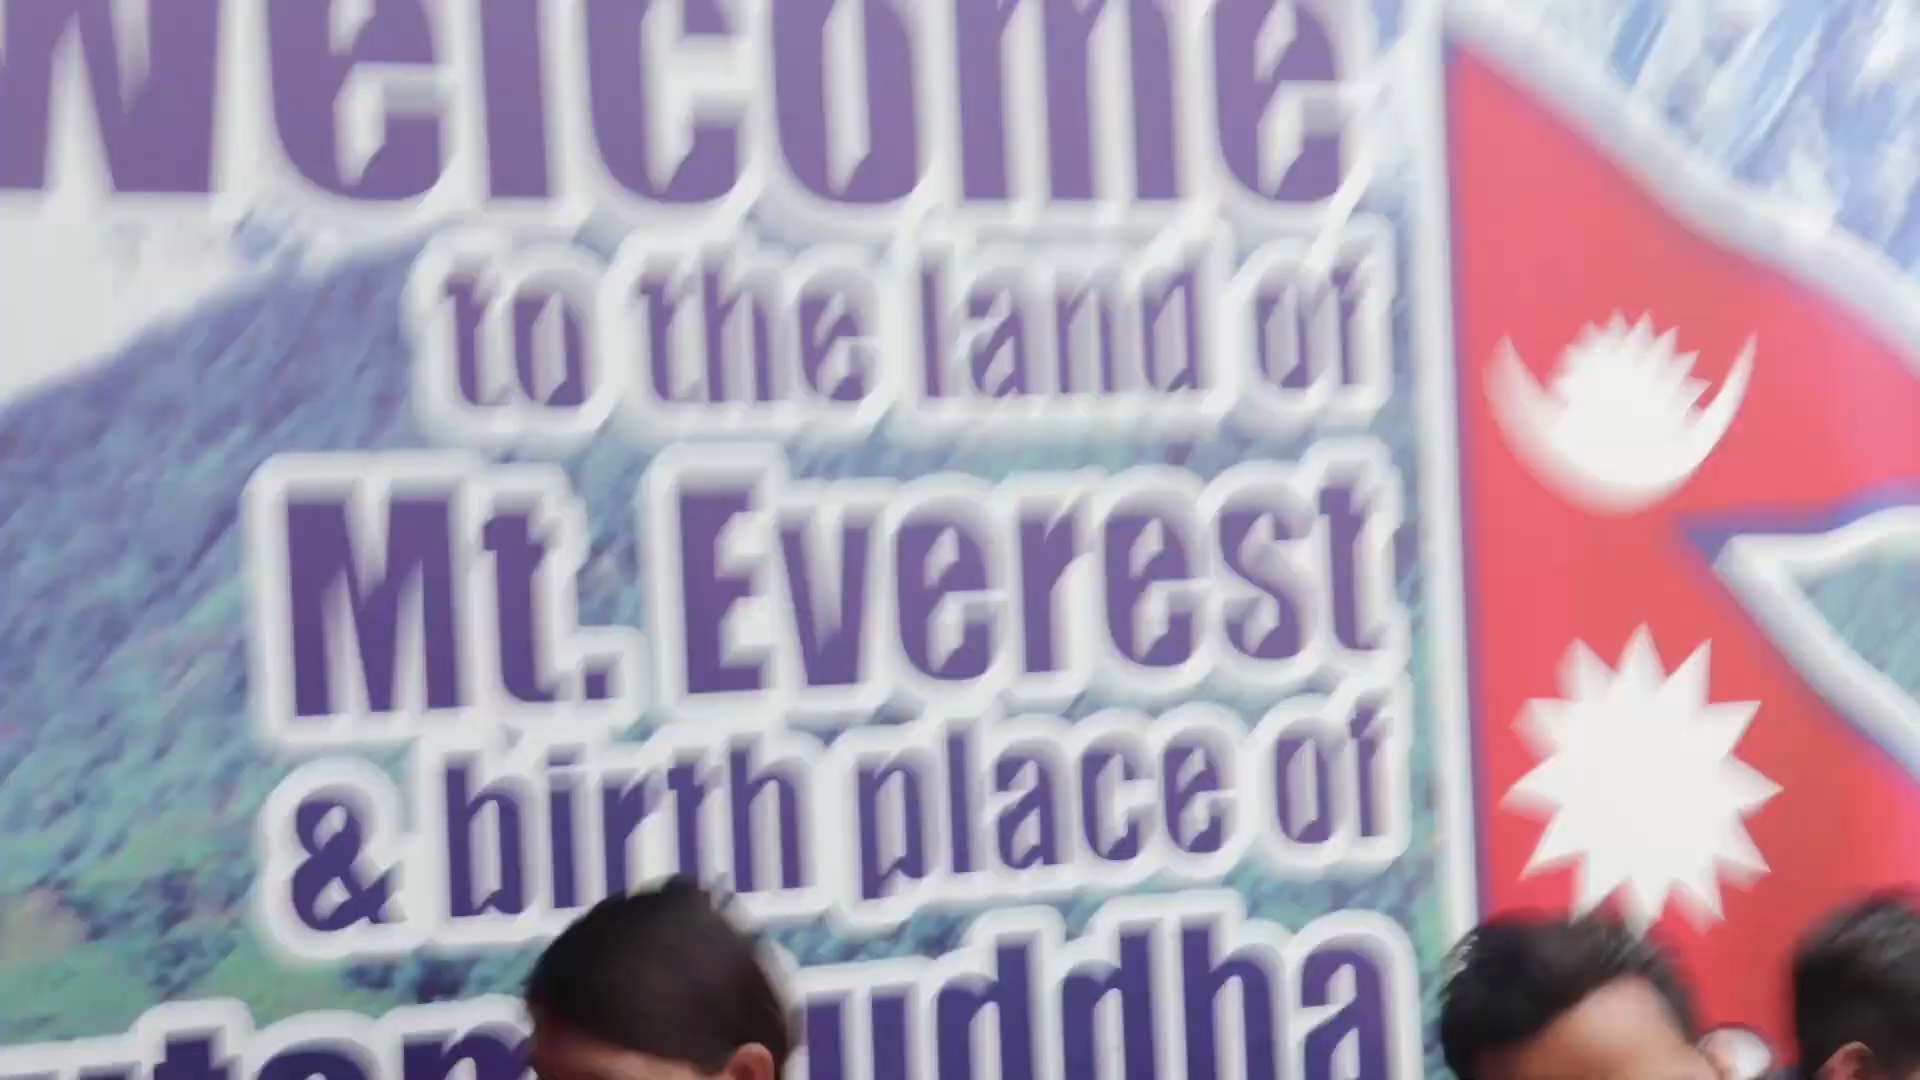 Welcome
to the land of
Mt. Everest
& birth place of